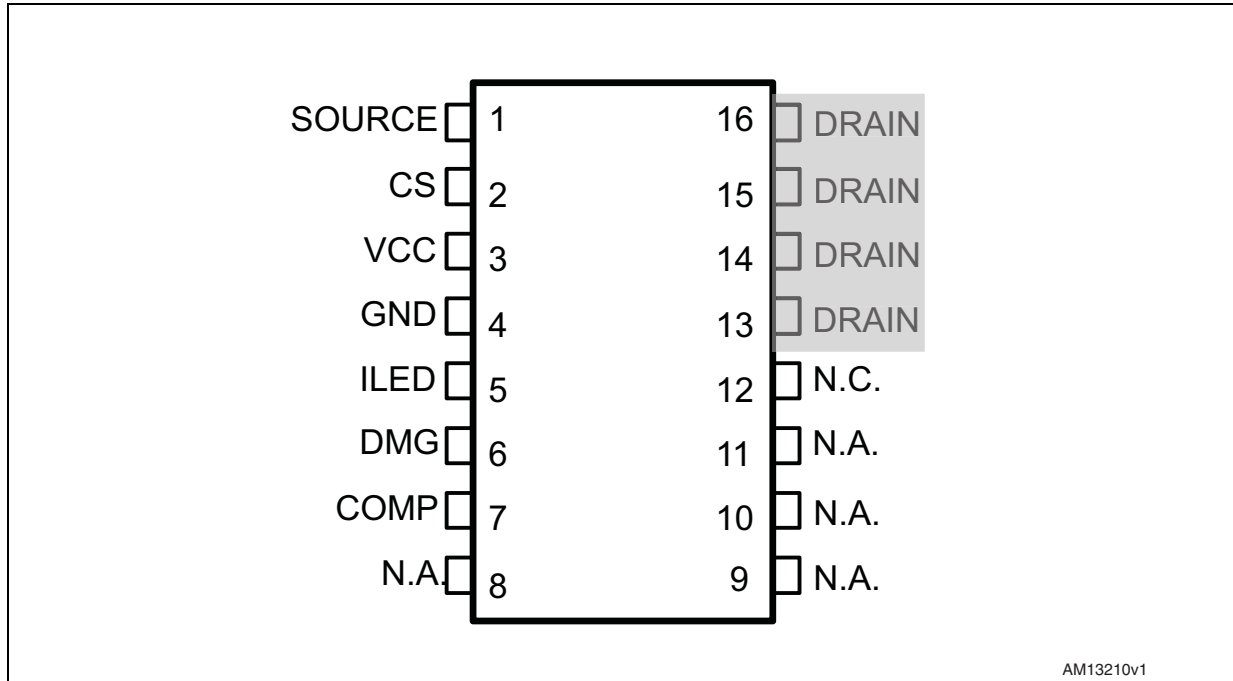 SOURCE 1 16 DRAIN
CS 2 15 DRAIN
VCC 3 14 DRAIN
GND 4 13 DRAIN
ILED 5 12 N.C.
DMG 6 11 N.A.
COMP 7 10 N.A.
N.A. 8 9 N.A.
AM13210v1